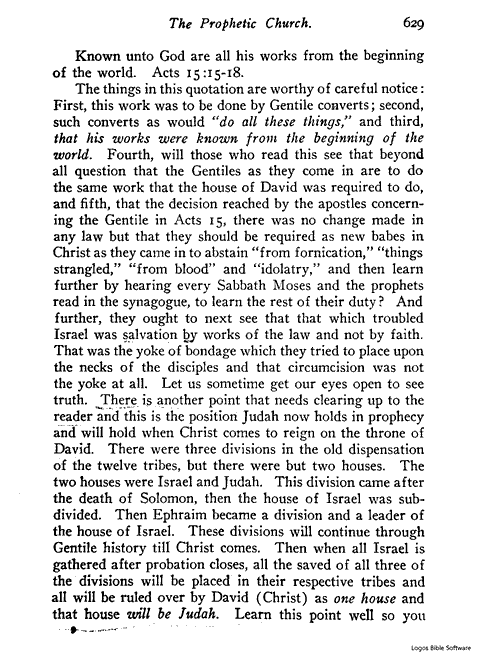 The Prophetic Church. 629
Known unto God are all his works from the beginning
of the world. Acts 15:15-18.
The things in this quotation are worthy of careful notice:
First, this work was to be done by Gentile converts; second,
such converts as would "do all these things," and third,
that his works were known from the beginning of the
world. Fourth, will those who read this see that beyond
all question that the Gentiles as they come in are to do
the same work that the house of David was required to do,
and fifth, that the decision reached by the apostles concern-
ing the Gentile in Acts 15, there was no change made in
any law but that they should be required as new babes in
Christ as they came in to abstain "from fornication," "things
strangled," "from blood" and "idolatry," and then learn
further by hearing every Sabbath Moses and the prophets
read in the synagogue, to learn the rest of their duty? And
further, they ought to next see that that which troubled
Israel was salvation by works of the law and not by faith.
That was the yoke of bondage which they tried to place upon
the necks of the disciples and that circumcision was not
the yoke at all. Let us sometime get our eyes open to see
truth. There is another point that needs clearing up to the
reader and this is the position Judah now holds in prophecy
and will hold when Christ comes to reign on the throne of
David. There were three divisions in the old dispensation
of the twelve tribes, but there were but two houses. The
two houses were Israel and Judah. This division came after
the death of Solomon, then the house of Israel was sub-
divided. Then Ephraim became a division and a leader of
the house of Israel. These divisions will continue through
Gentile history till Christ comes. Then when all Israel is
gathered after probation closes, all the saved of all three of
the divisions will be placed in their respective tribes and
all will be ruled over by David (Christ) as one house and
that house will be Judah. Learn this point well so you
Logos Bible Software